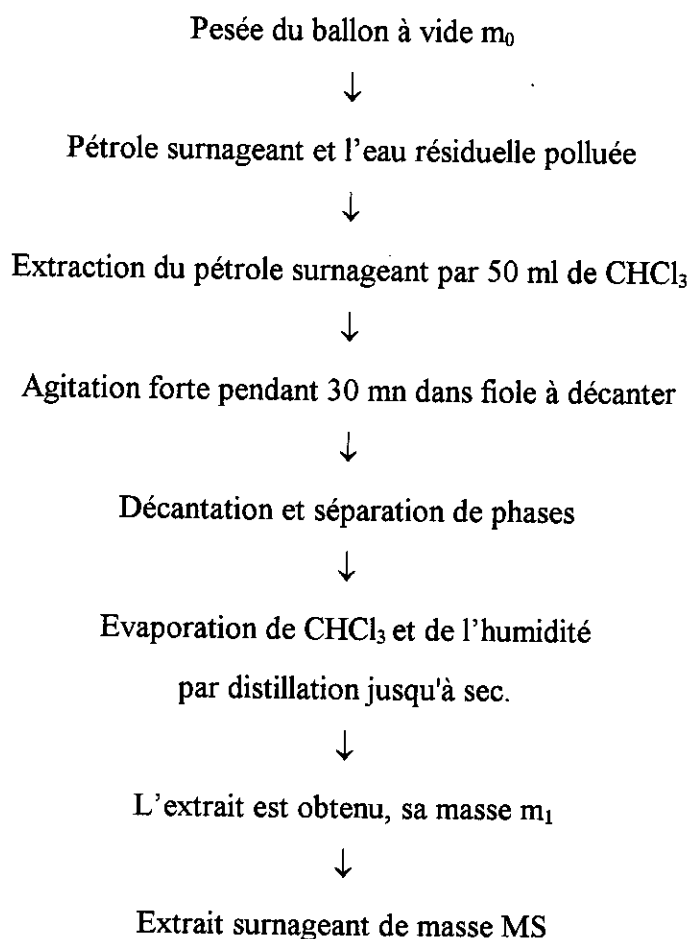 Pesée du ballon à vide m₀
↓
Pétrole surnageant et l'eau résiduelle polluée
↓
Extraction du pétrole surnageant par 50 ml de CHCl₃
↓
Agitation forte pendant 30 mn dans fiole à décanter
↓
Décantation et séparation de phases
↓
Evaporation de CHCl₃ et de l'humidité
par distillation jusqu'à sec.
↓
L'extrait est obtenu, sa masse m₁
↓
Extrait surnageant de masse MS